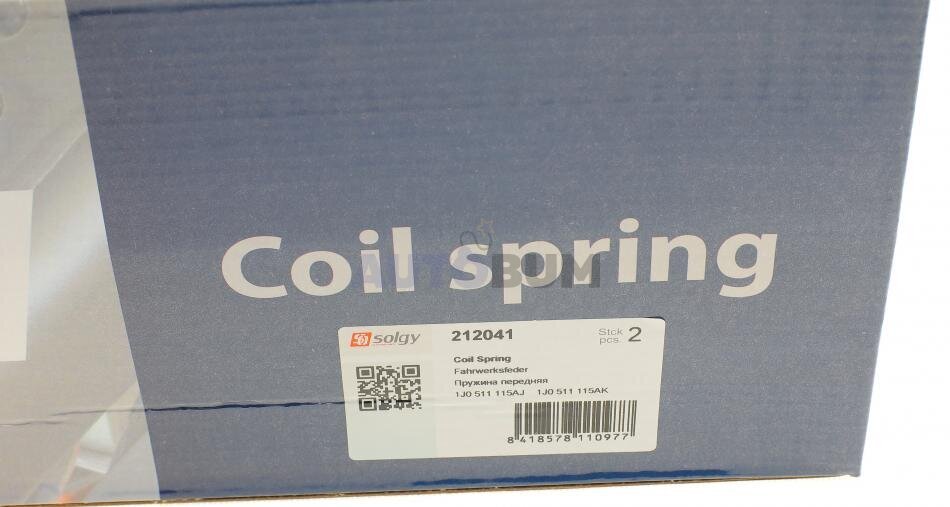 Coil spring
AUTOBUM
solgy 212041 Stck pcs. 2
Coil Spring
Fahrwerksfeder
Пружина передняя
1J0 511 115AJ 1J0 511 115AK
8 418578 110977